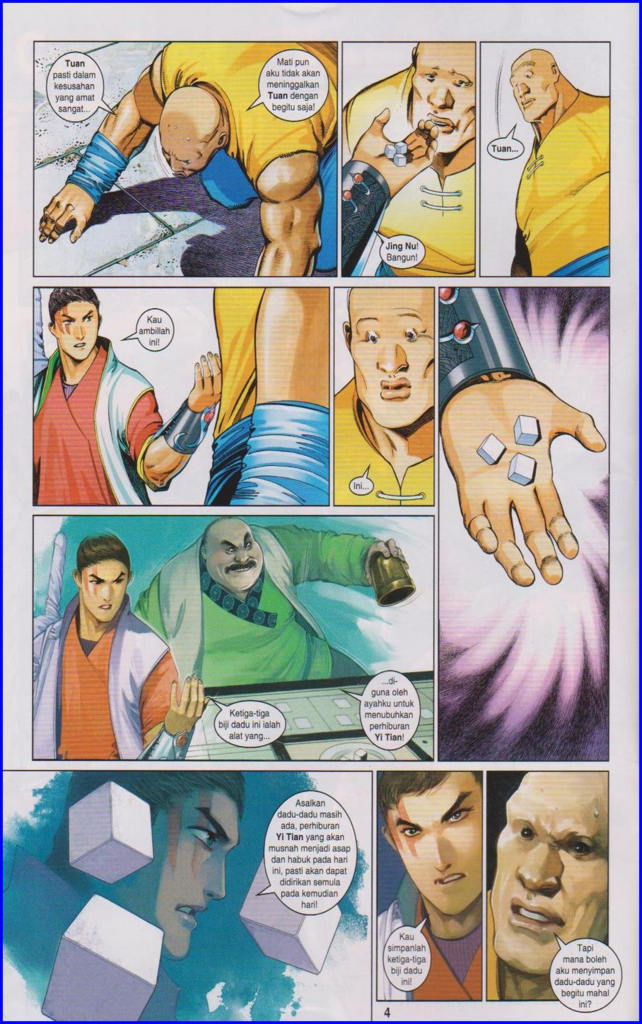 Tuan
pasti dalam
kesusahan
yang amat
sangat...
Mati pun
aku tidak akan
meninggalkan
Tuan dengan
begitu saja!
Jing Nu!
Bangun!
Tuan...
Kau
ambillah
ini!
Ini...
Ketiga-tiga
biji dadu ini ialah
alat yang...
...di-
guna oleh
ayahku untuk
menubuhkan
perhiburan
Yi Tian!
Asalkan
dadu-dadu masih
ada, perhiburan
Yi Tian yang akan
musnah menjadi asap
dan habuk pada hari
ini, pasti akan dapat
didirikan semula
pada kemudian
hari!
Kau
simpanlah
ketiga-tiga
biji dadu
ini!
Tapi
mana boleh
aku menyimpan
dadu-dadu yang
begitu mahal
ini?
4